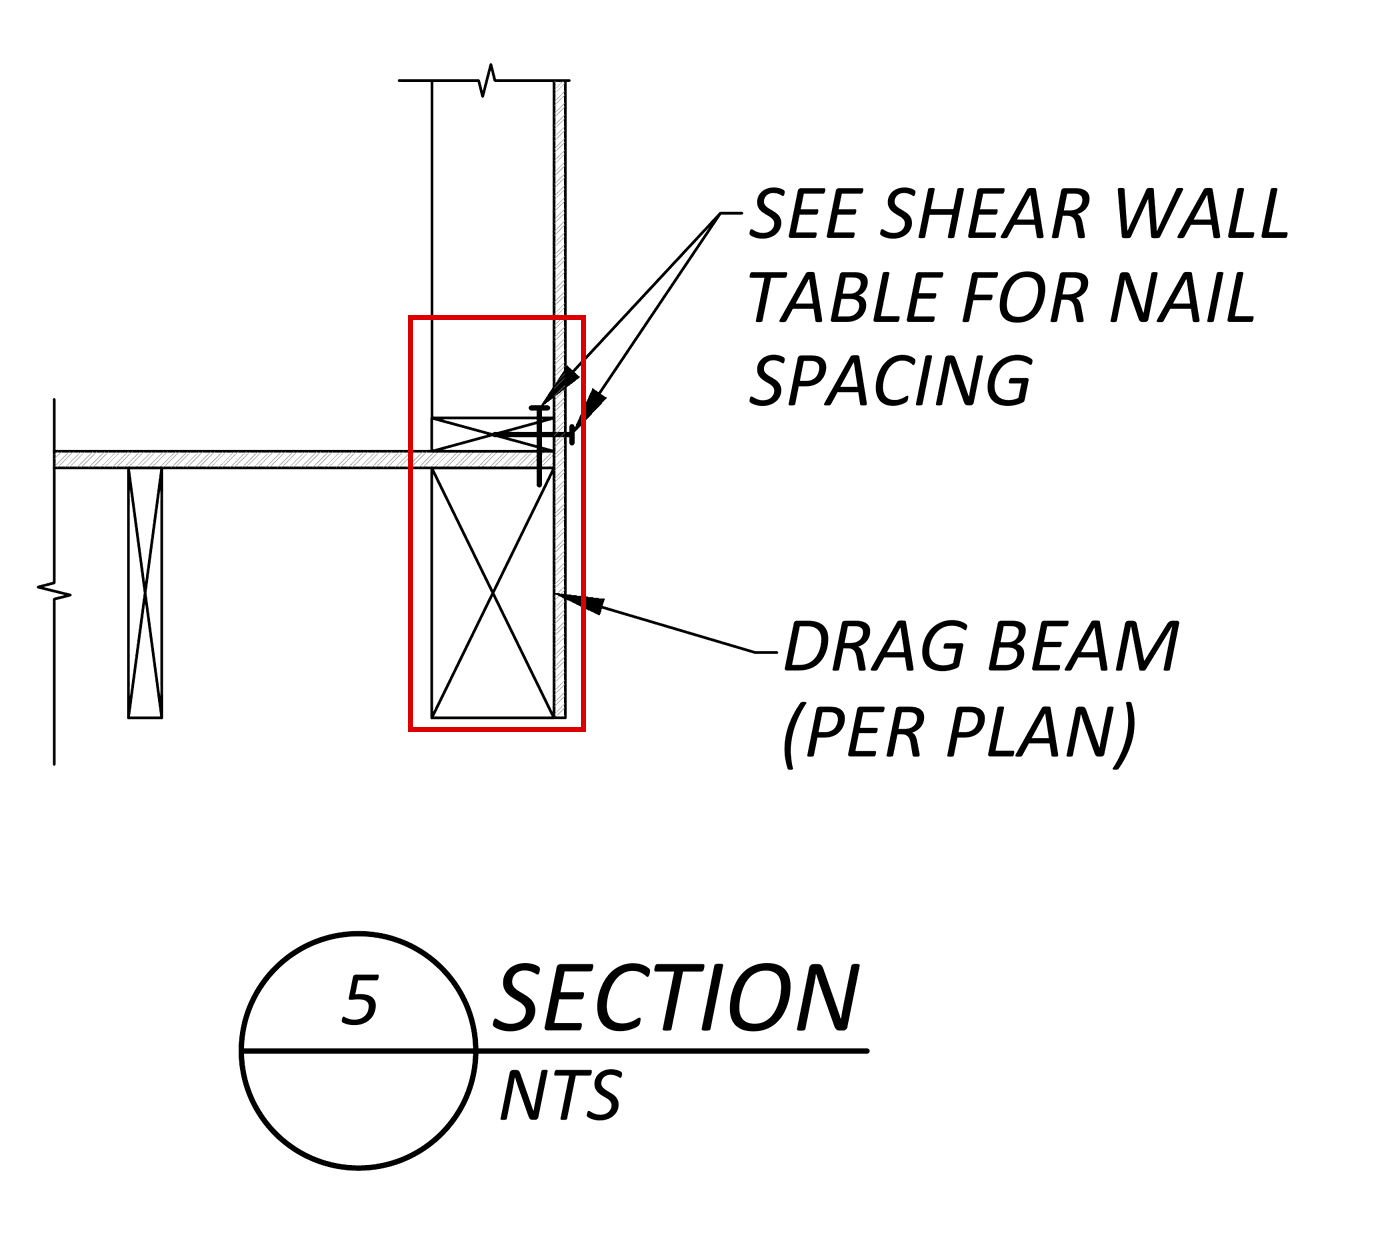 SEE SHEAR WALL
TABLE FOR NAIL
SPACING
DRAG BEAM
(PER PLAN)
5
SECTION
NTS